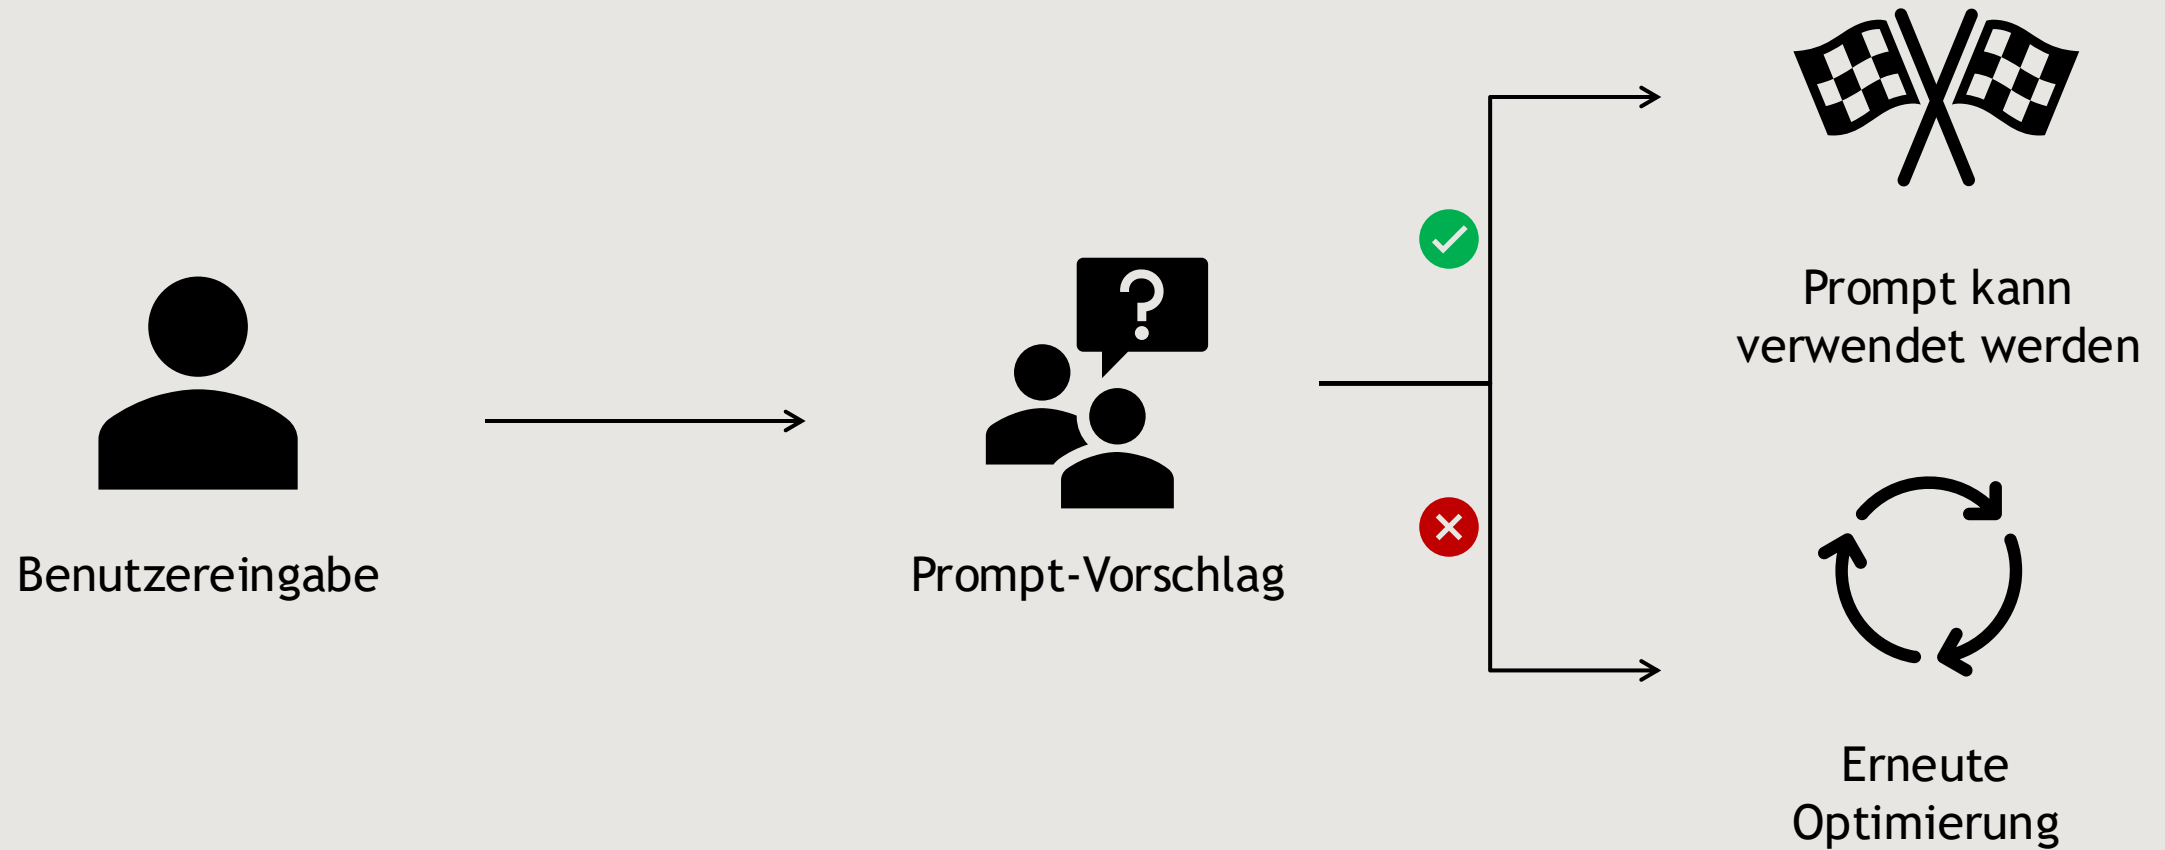 Benutzereingabe
?
Prompt-Vorschlag
Prompt kann
verwendet werden
Erneute
Optimierung